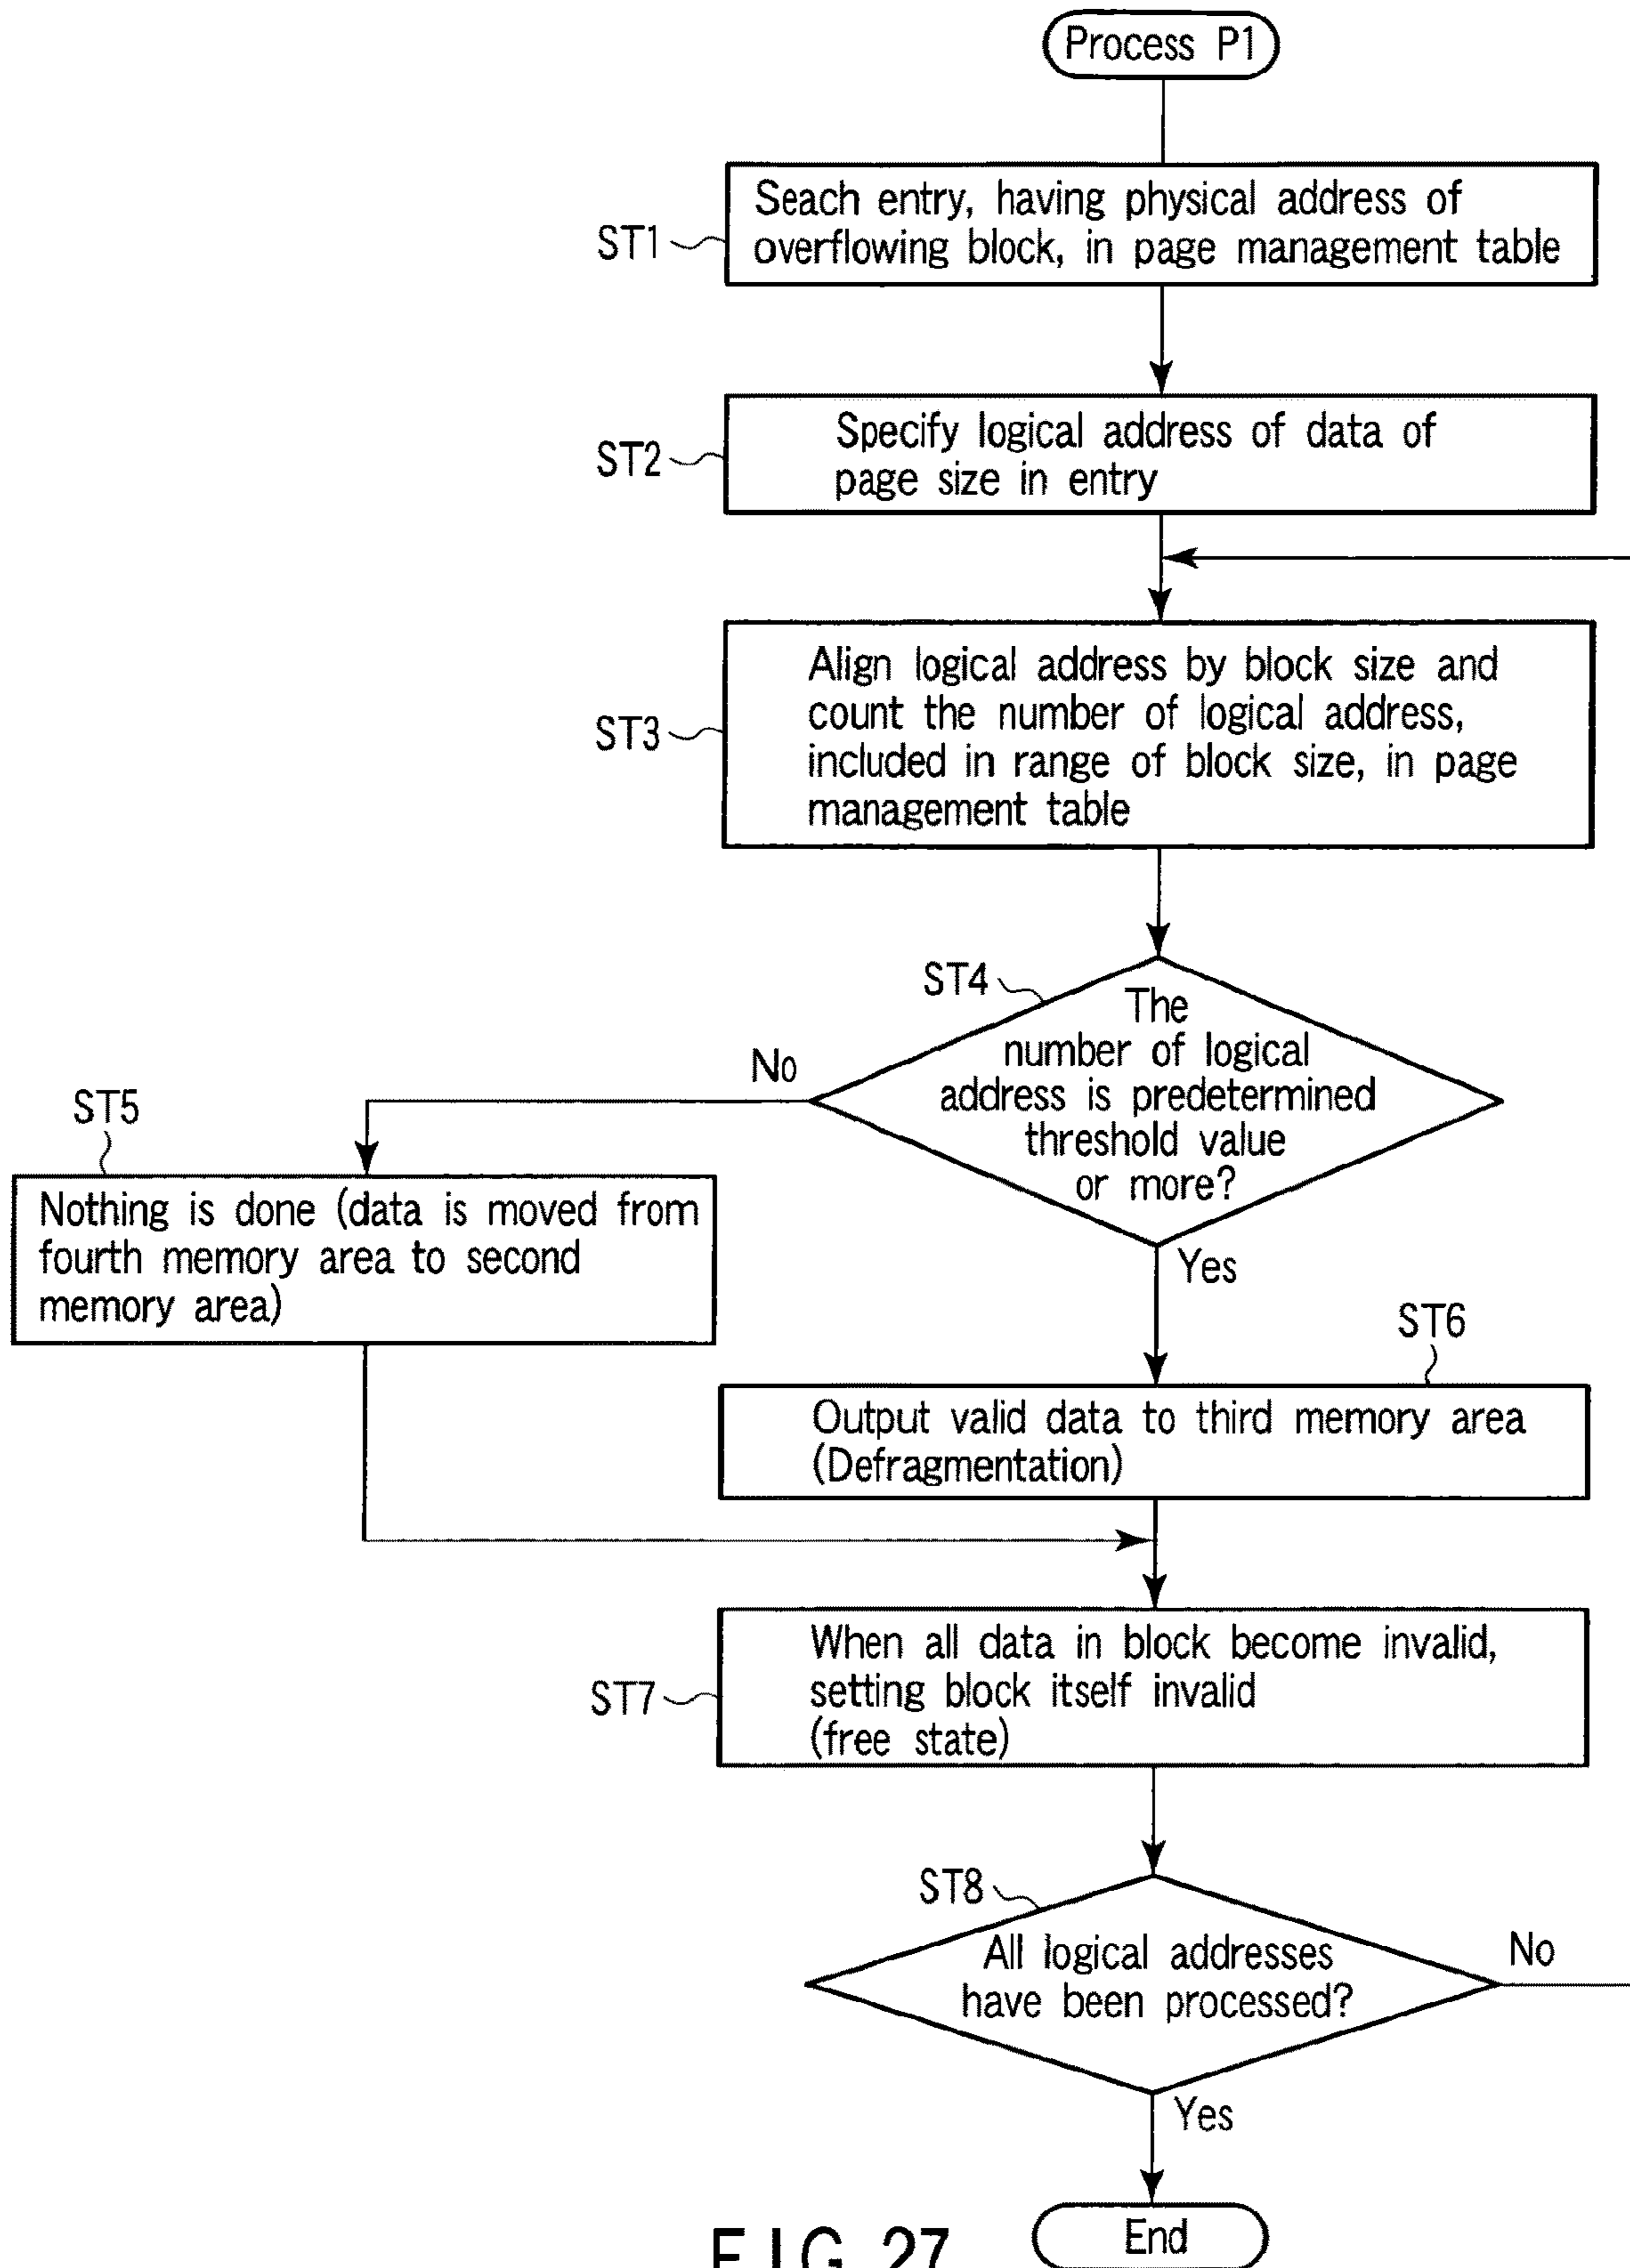 Process P1
ST1
Seach entry, having physical address of
overflowing block, in page management table
ST2
Specify logical address of data of
page size in entry
ST3
Align logical address by block size and
count the number of logical address,
included in range of block size, in page
management table
ST4
The
number of logical
address is predetermined
threshold value
or more?
No
Yes
ST5
Nothing is done (data is moved from
fourth memory area to second
memory area)
ST6
Output valid data to third memory area
(Defragmentation)
ST7
When all data in block become invalid,
setting block itself invalid
(free state)
ST8
All logical addresses
have been processed?
No
Yes
End
FIG. 27